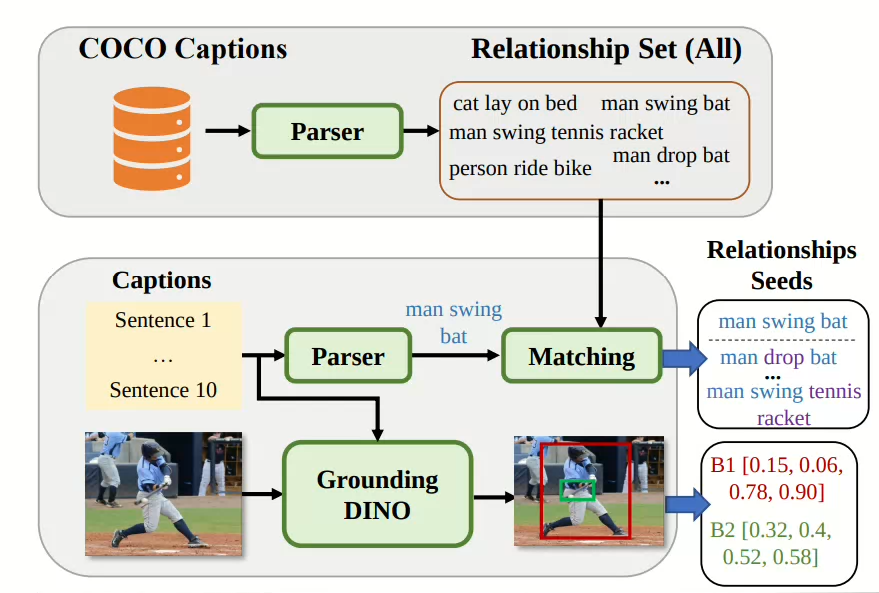 COCO Captions
Relationship Set (All)
Parser
cat lay on bed
man swing bat
man swing tennis racket
man drop bat
person ride bike
...
Captions
Sentence 1
...
Sentence 10
Parser
man swing
bat
Matching
Grounding
DINO
Relationships
Seeds
man swing bat
man drop bat
...
man swing tennis
racket
B1 [0.15, 0.06,
0.78, 0.90]
B2 [0.32, 0.4,
0.52, 0.58]